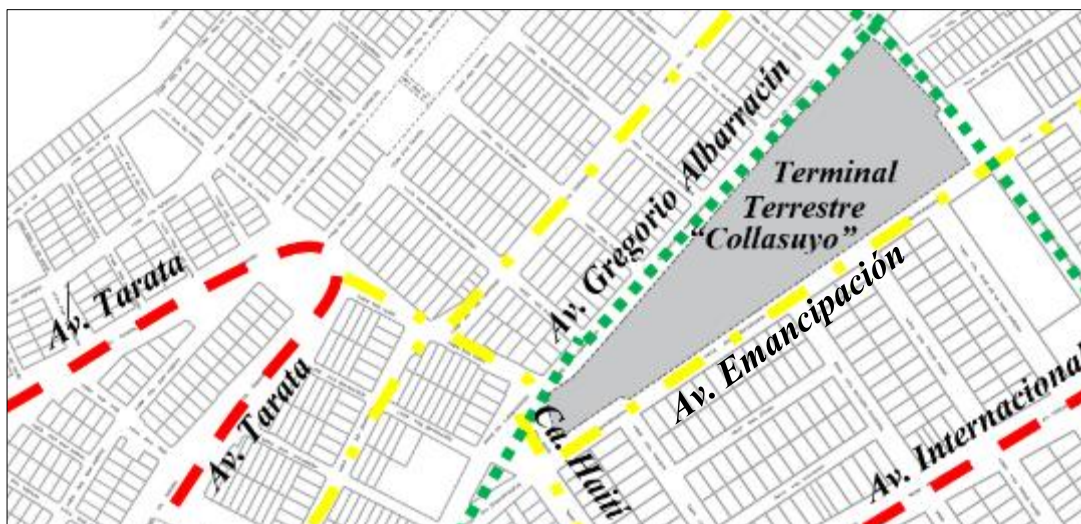 Av. Gregorio Albarracín
Terminal
Terrestre
“Collasuyo”
Av. Tarata
Av. Tarata
Av. Emancipación
Ca. Haití
Av. Internacional